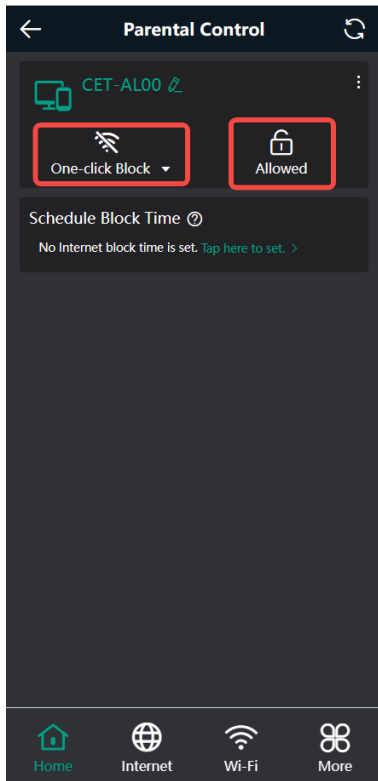 Parental Control
CET-AL00
One-click Block
Allowed
Schedule Block Time
No Internet block time is set. Tap here to set. >
Home
Internet
Wi-Fi
More